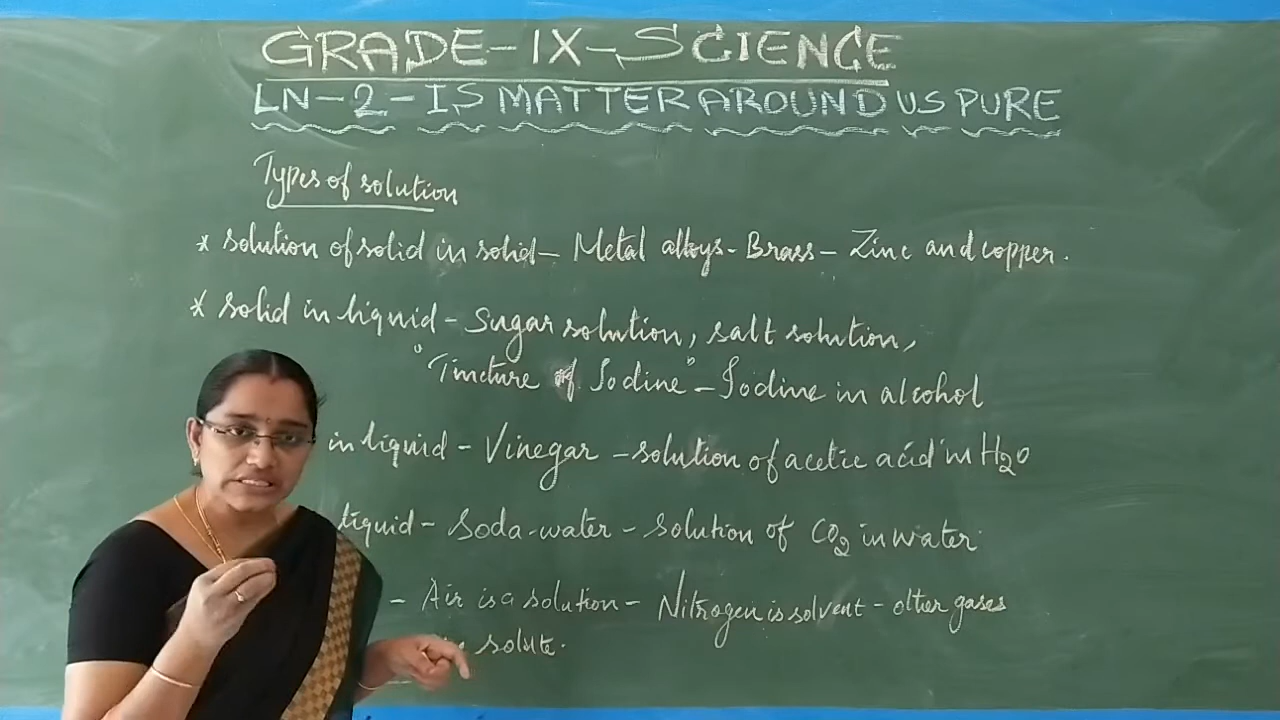 GRADE-IX-SCIENCE
LN-2-IS MATTER AROUND US PURE
Types of solution
* solution of solid in solid - Metal alloys - Brass - Zinc and copper.
* solid in liquid - Sugar solution, salt solution,
"Tincture of Iodine" - Iodine in alcohol
in liquid - Vinegar - solution of acetic acid in H₂O
liquid - Soda-water - solution of CO₂ in water.
- Air is a solution - Nitrogen is solvent - other gases
solute.